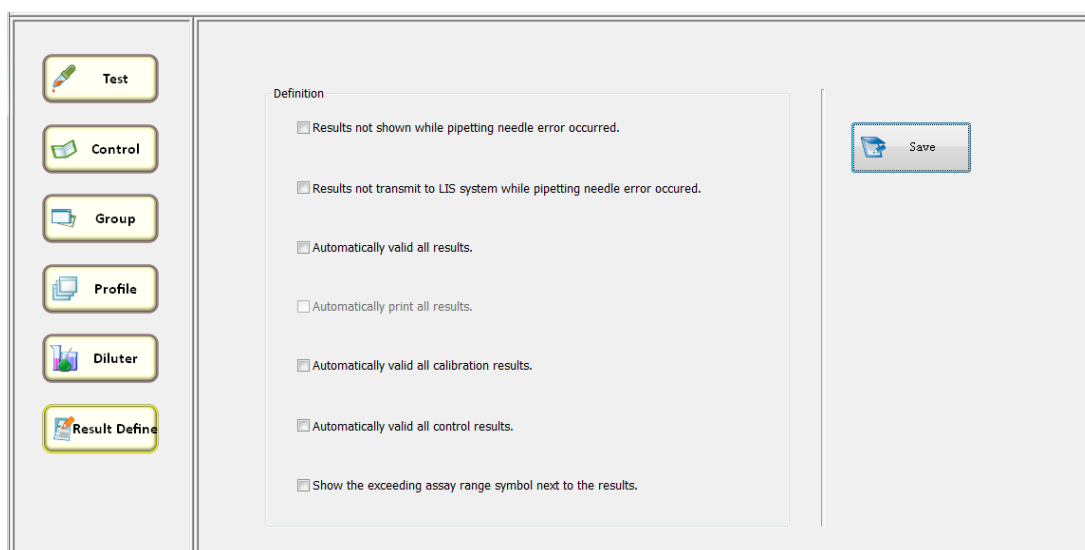 Test
Control
Group
Profile
Diluter
Result Define
Definition
Results not shown while pipetting needle error occurred.
Results not transmit to LIS system while pipetting needle error occured.
Automatically valid all results.
Automatically print all results.
Automatically valid all calibration results.
Automatically valid all control results.
Show the exceeding assay range symbol next to the results.
Save